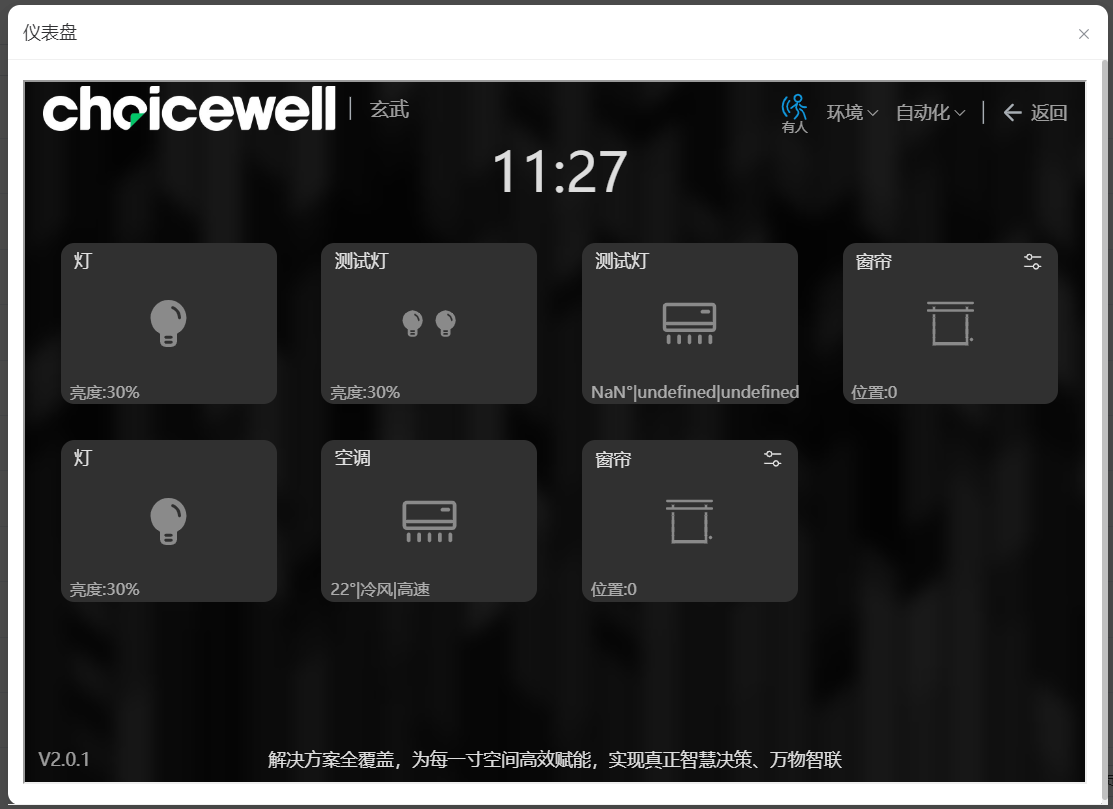 仪表盘
choicewell | 玄武
有人 环境 自动化 | 返回
11:27
灯
亮度:30%
测试灯
亮度:30%
测试灯
NaN°|undefined|undefined
窗帘
位置:0
灯
亮度:30%
空调
22°|冷风|高速
窗帘
位置:0
V2.0.1
解决方案全覆盖，为每一寸空间高效赋能，实现真正智慧决策、万物智联